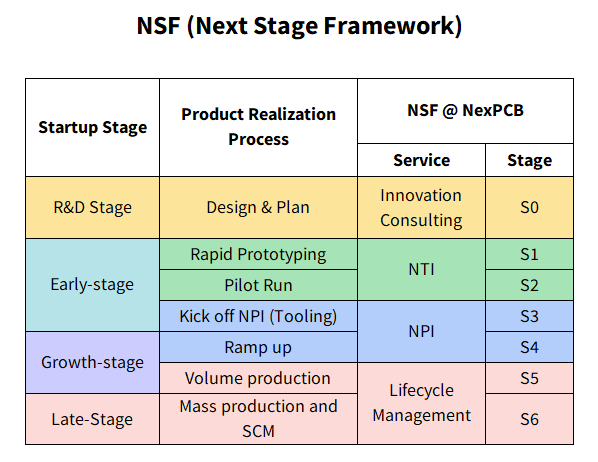 NSF (Next Stage Framework)
Startup Stage
Product Realization
Process
NSF @ NexPCB
Service
Stage
R&D Stage
Design & Plan
Innovation
Consulting
S0
Early-stage
Rapid Prototyping
NTI
S1
Pilot Run
S2
Kick off NPI (Tooling)
NPI
S3
Growth-stage
Ramp up
S4
Volume production
Lifecycle
Management
S5
Late-Stage
Mass production and
SCM
S6